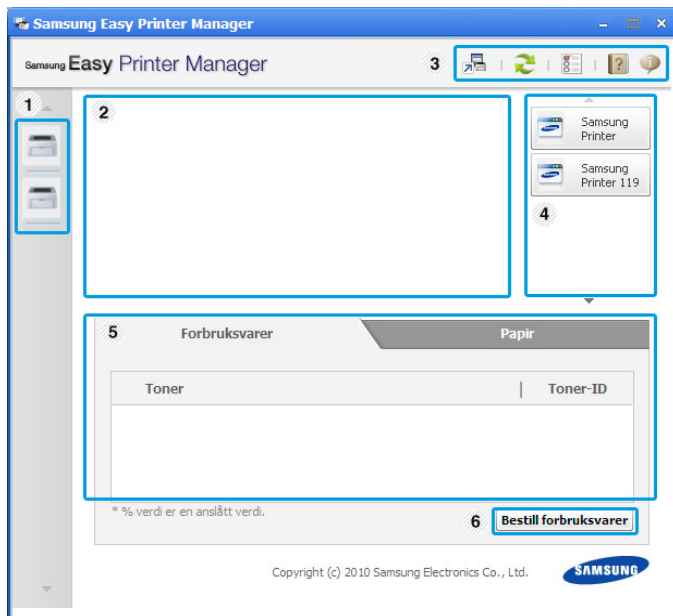 Samsung Easy Printer Manager
Samsung Easy Printer Manager
3
1
2
Samsung
Printer
Samsung
Printer 119
4
5
Forbruksvarer
Papir
Toner
Toner-ID
* % verdi er en anslått verdi.
6
Bestill forbruksvarer
Copyright (c) 2010 Samsung Electronics Co., Ltd.
SAMSUNG